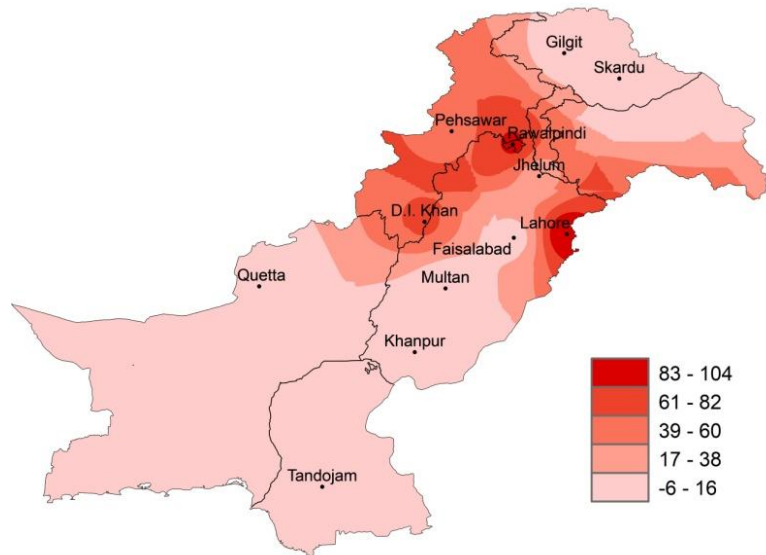 Gilgit
Skardu
Pehsawar
Rawalpindi
Jhelum
D.I. Khan
Lahore
Faisalabad
Quetta
Multan
Khanpur
Tandojam
83 - 104
61 - 82
39 - 60
17 - 38
-6 - 16